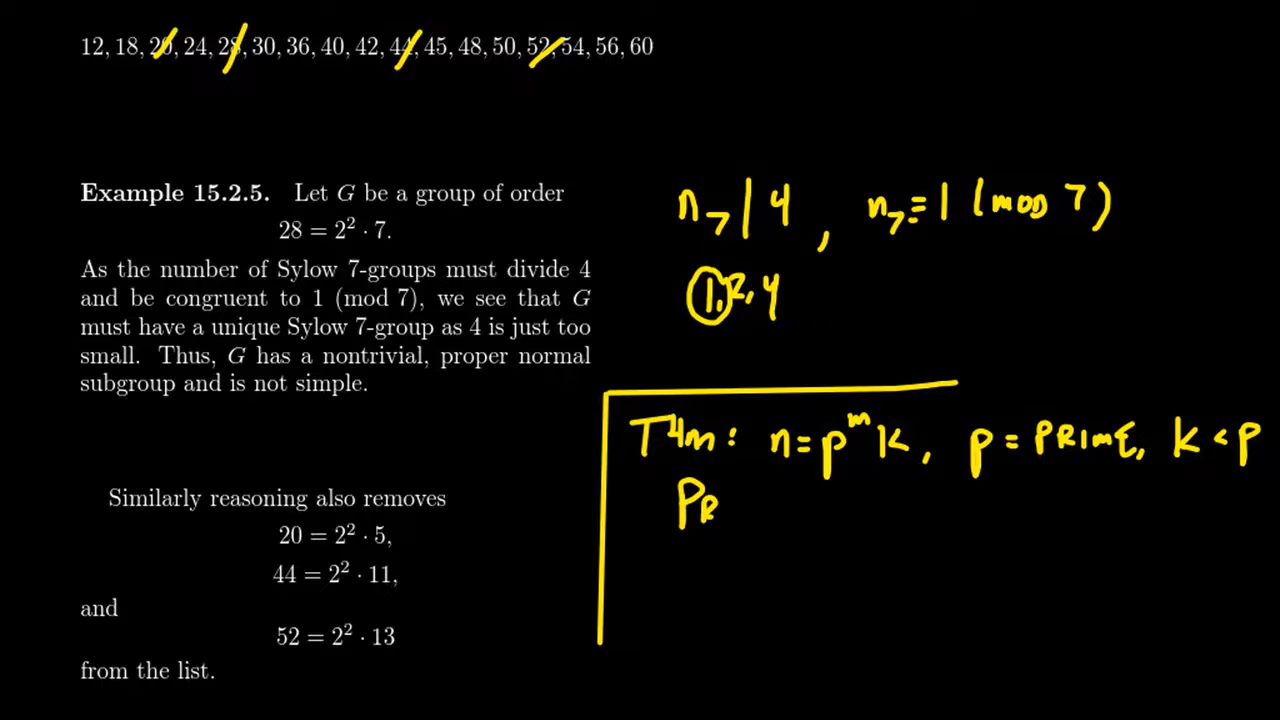 12, 18, 20, 24, 28, 30, 36, 40, 42, 44, 45, 48, 50, 52, 54, 56, 60
Example 15.2.5. Let G be a group of order
28 = 2² · 7.
As the number of Sylow 7-groups must divide 4
and be congruent to 1 (mod 7), we see that G
must have a unique Sylow 7-group as 4 is just too
small. Thus, G has a nontrivial, proper normal
subgroup and is not simple.
Similarly reasoning also removes
20 = 2² · 5,
44 = 2² · 11,
and
52 = 2² · 13
from the list.
n₇ | 4, n₇ ≡ 1 (mod 7)
1, 2, 4
Thm: n = pᵐk, p = PRIME, k < p
PR